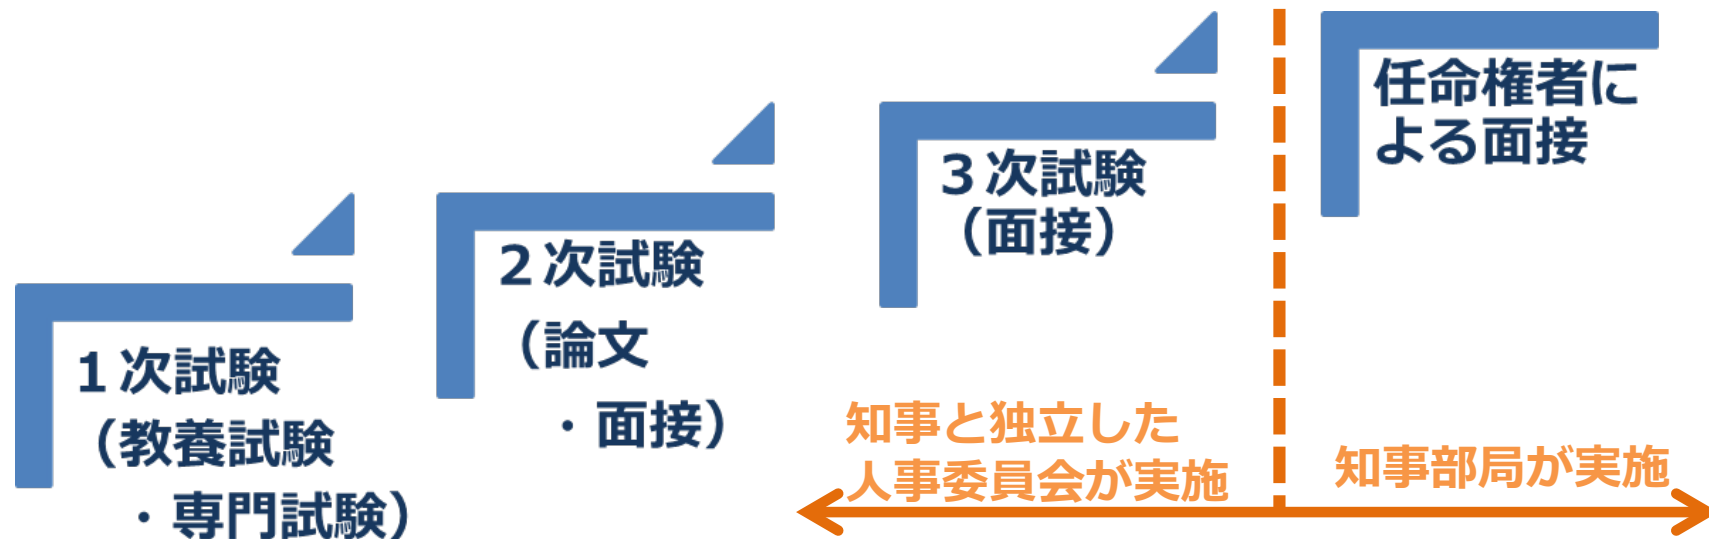 １次試験
（教養試験
・専門試験）
２次試験
（論文
・面接）
３次試験
（面接）
任命権者に
よる面接
知事と独立した
人事委員会が実施
知事部局が実施